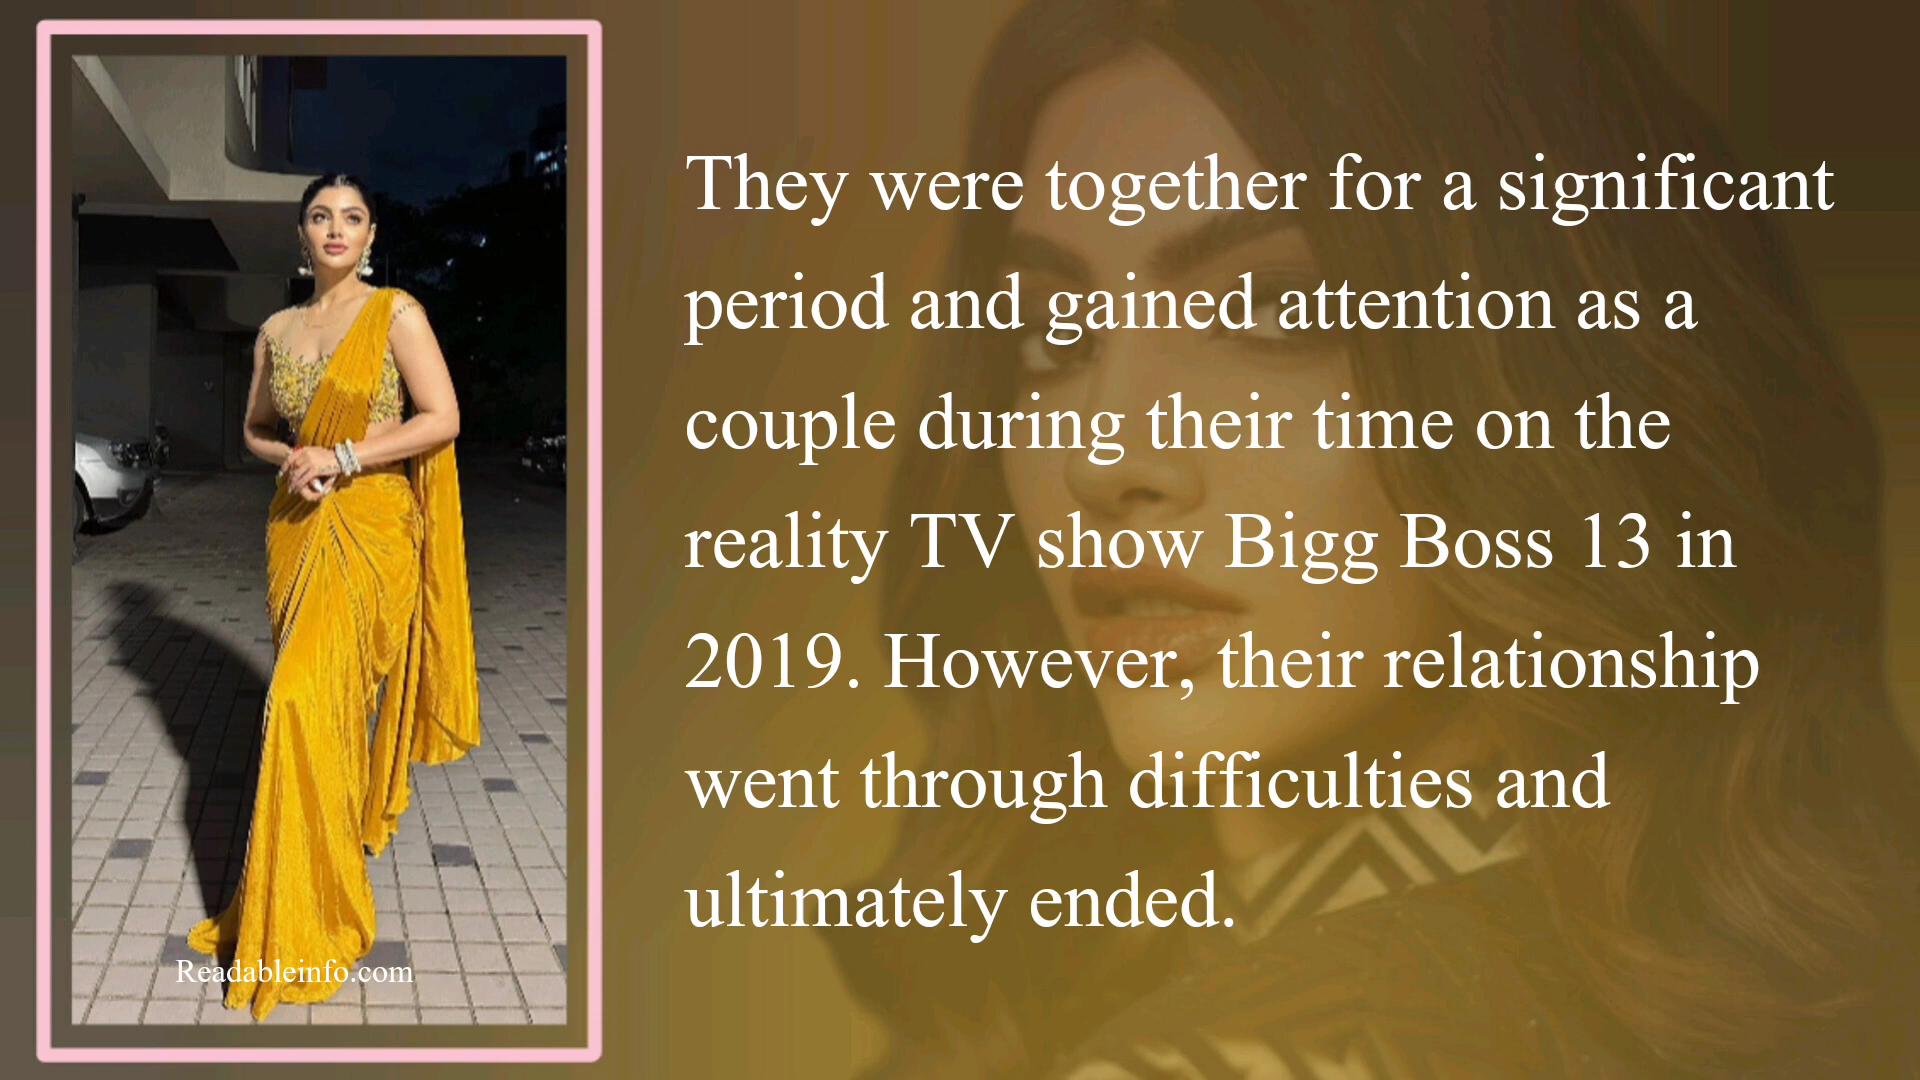 They were together for a significant
period and gained attention as a
couple during their time on the
reality TV show Bigg Boss 13 in
2019. However, their relationship
went through difficulties and
ultimately ended.
Readableinfo.com